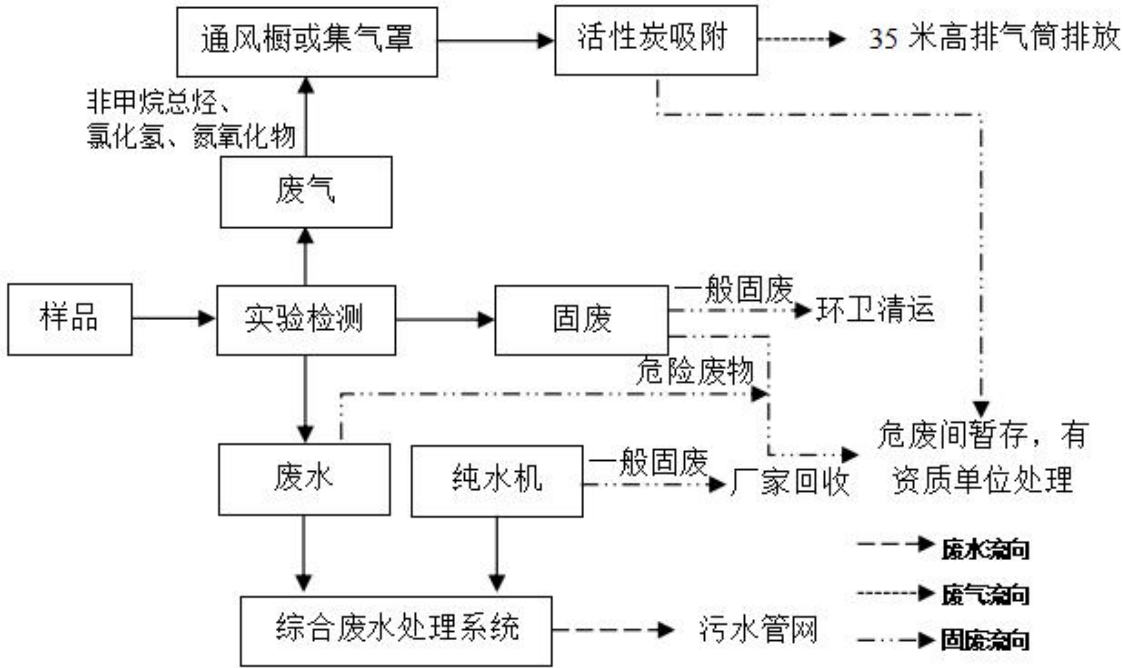 通风橱或集气罩
活性炭吸附
35 米高排气筒排放
非甲烷总烃、
氯化氢、氮氧化物
废气
样品
实验检测
固废
一般固废
环卫清运
危险废物
废水
纯水机
一般固废
厂家回收
危废间暂存，有
资质单位处理
综合废水处理系统
污水管网
废水流向
废气流向
固废流向